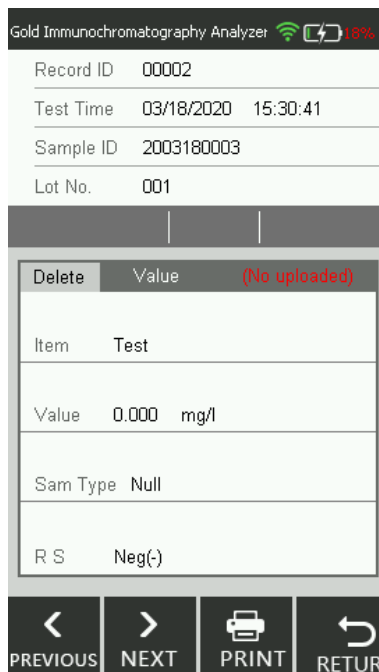 Gold Immunochromatography Analyzer 18%
Record ID 00002
Test Time 03/18/2020 15:30:41
Sample ID 2003180003
Lot No. 001
Delete Value (No uploaded)
Item Test
Value 0.000 mg/l
Sam Type Null
R S Neg(-)
PREVIOUS NEXT PRINT RETUR